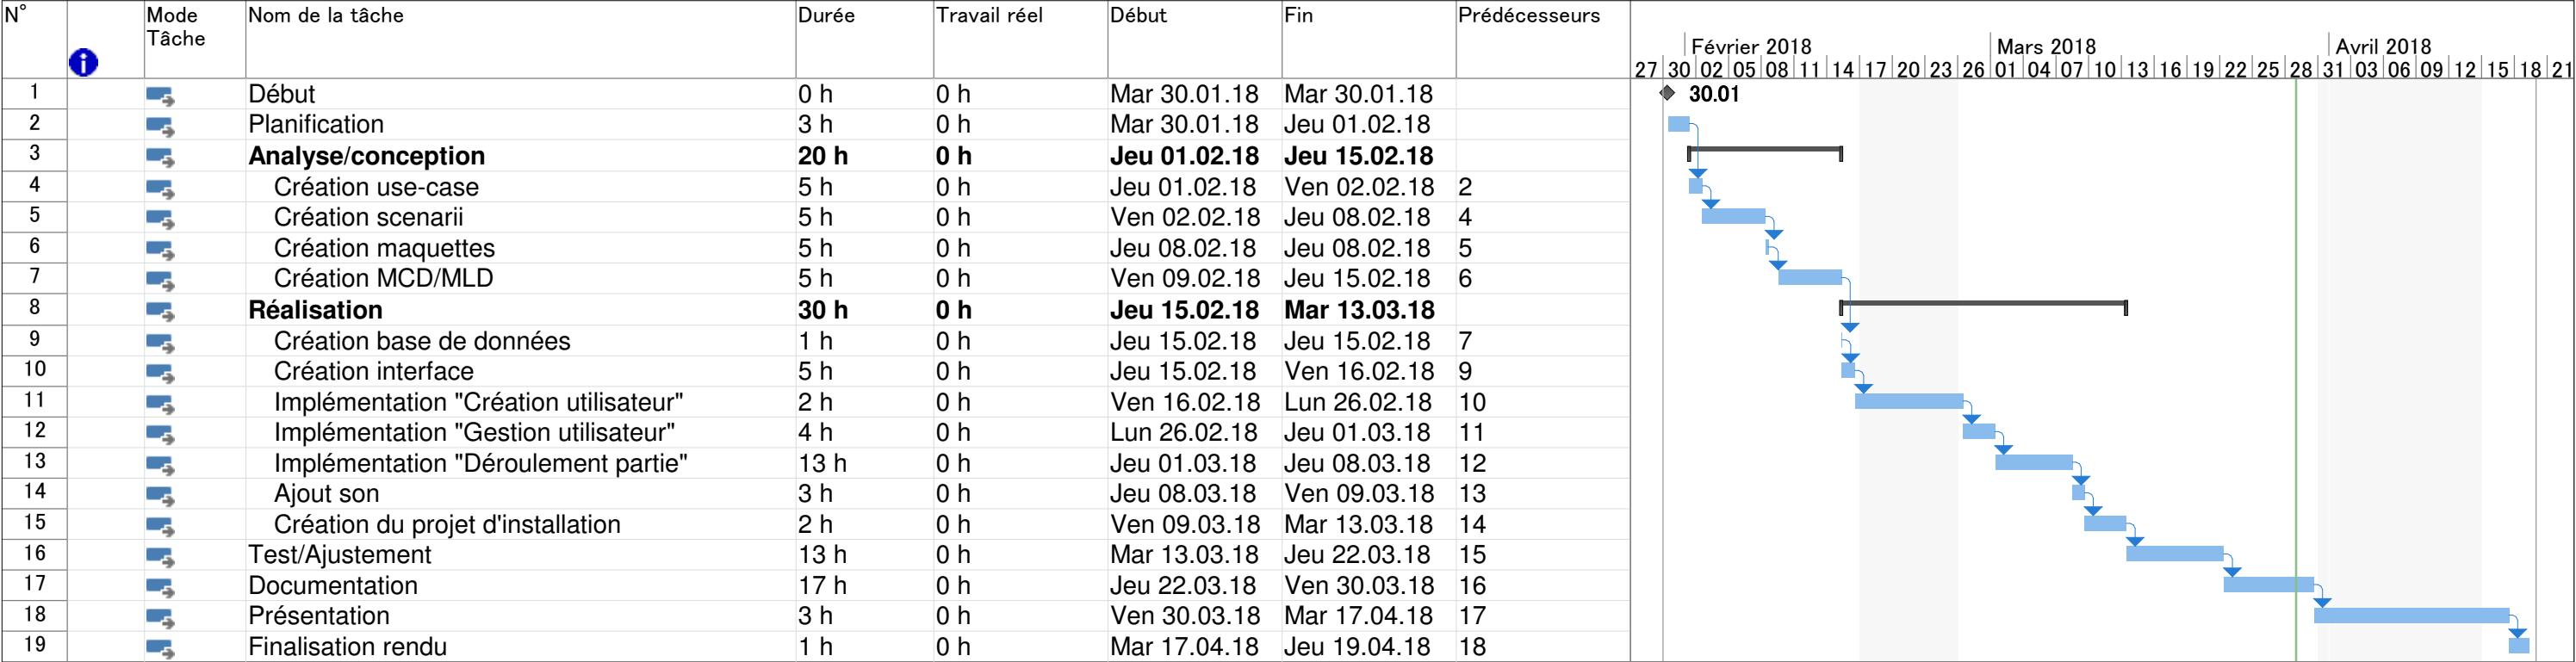 N° Mode Tâche Nom de la tâche Durée Travail réel Début Fin Prédécesseurs
Février 2018 Mars 2018 Avril 2018
27 30 02 05 08 11 14 17 20 23 26 01 04 07 10 13 16 19 22 25 28 31 03 06 09 12 15 18 21
1 Début 0 h 0 h Mar 30.01.18 Mar 30.01.18 30.01
2 Planification 3 h 0 h Mar 30.01.18 Jeu 01.02.18
3 Analyse/conception 20 h 0 h Jeu 01.02.18 Jeu 15.02.18
4 Création use-case 5 h 0 h Jeu 01.02.18 Ven 02.02.18 2
5 Création scenarii 5 h 0 h Ven 02.02.18 Jeu 08.02.18 4
6 Création maquettes 5 h 0 h Jeu 08.02.18 Jeu 08.02.18 5
7 Création MCD/MLD 5 h 0 h Ven 09.02.18 Jeu 15.02.18 6
8 Réalisation 30 h 0 h Jeu 15.02.18 Mar 13.03.18
9 Création base de données 1 h 0 h Jeu 15.02.18 Jeu 15.02.18 7
10 Création interface 5 h 0 h Jeu 15.02.18 Ven 16.02.18 9
11 Implémentation "Création utilisateur" 2 h 0 h Ven 16.02.18 Lun 26.02.18 10
12 Implémentation "Gestion utilisateur" 4 h 0 h Lun 26.02.18 Jeu 01.03.18 11
13 Implémentation "Déroulement partie" 13 h 0 h Jeu 01.03.18 Jeu 08.03.18 12
14 Ajout son 3 h 0 h Jeu 08.03.18 Ven 09.03.18 13
15 Création du projet d'installation 2 h 0 h Ven 09.03.18 Mar 13.03.18 14
16 Test/Ajustement 13 h 0 h Mar 13.03.18 Jeu 22.03.18 15
17 Documentation 17 h 0 h Jeu 22.03.18 Ven 30.03.18 16
18 Présentation 3 h 0 h Ven 30.03.18 Mar 17.04.18 17
19 Finalisation rendu 1 h 0 h Mar 17.04.18 Jeu 19.04.18 18